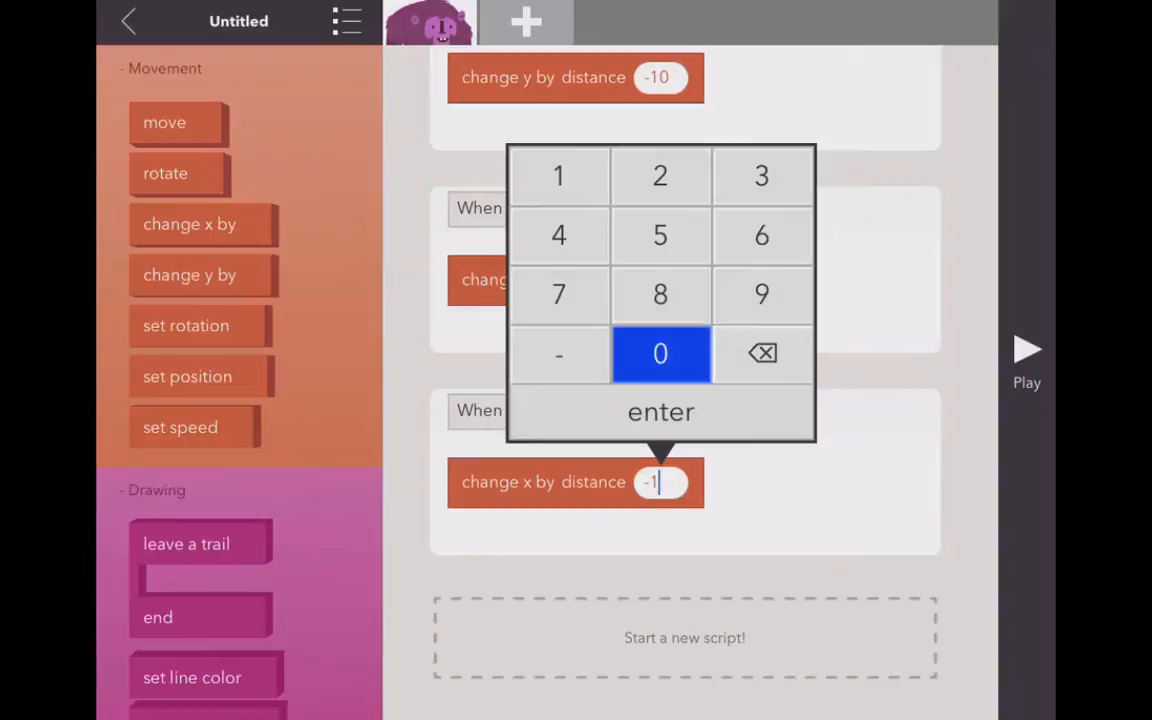 Untitled
- Movement
move
rotate
change x by
change y by
set rotation
set position
set speed
- Drawing
leave a trail
end
set line color
change y by distance -10
When
1 2 3
4 5 6
7 8 9
- 0
enter
When
change x by distance -1
Start a new script!
Play